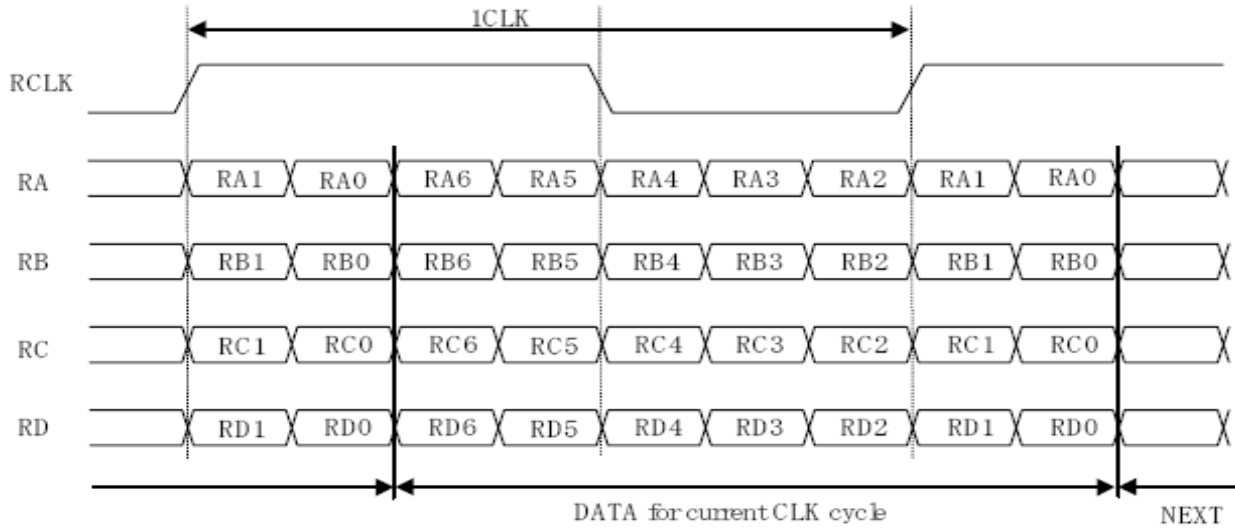 1CLK
RCLK
RA RA1 RA0 RA6 RA5 RA4 RA3 RA2 RA1 RA0
RB RB1 RB0 RB6 RB5 RB4 RB3 RB2 RB1 RB0
RC RC1 RC0 RC6 RC5 RC4 RC3 RC2 RC1 RC0
RD RD1 RD0 RD6 RD5 RD4 RD3 RD2 RD1 RD0
DATA for current CLK cycle NEXT